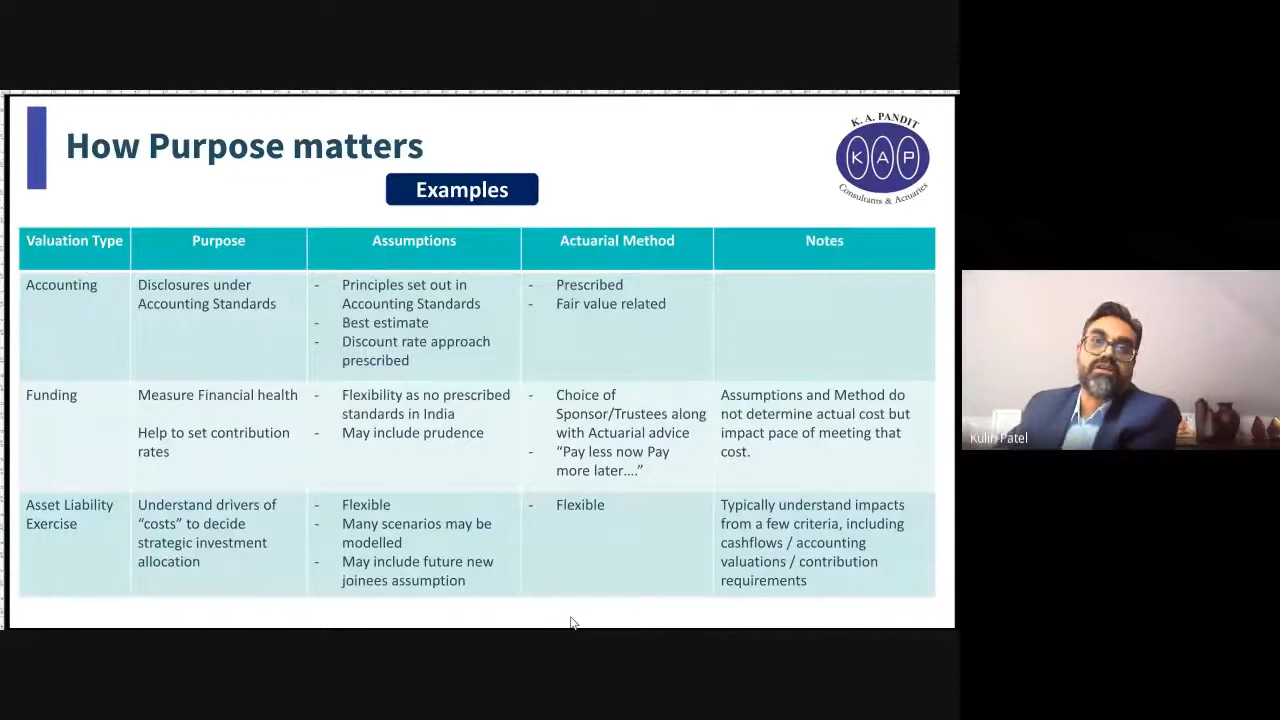 How Purpose matters
Examples
K. A. PANDIT
K A P
Consultants & Actuaries
Valuation Type
Purpose
Assumptions
Actuarial Method
Notes
Accounting
Disclosures under
Accounting Standards
- Principles set out in
Accounting Standards
- Best estimate
- Discount rate approach
prescribed
- Prescribed
- Fair value related
Funding
Measure Financial health
Help to set contribution
rates
- Flexibility as no prescribed
standards in India
- May include prudence
- Choice of
Sponsor/Trustees along
with Actuarial advice
- “Pay less now Pay
more later....”
Assumptions and Method do
not determine actual cost but
impact pace of meeting that
cost.
Asset Liability
Exercise
Understand drivers of
“costs” to decide
strategic investment
allocation
- Flexible
- Many scenarios may be
modelled
- May include future new
joinees assumption
- Flexible
Typically understand impacts
from a few criteria, including
cashflows / accounting
valuations / contribution
requirements
Kulin Patel